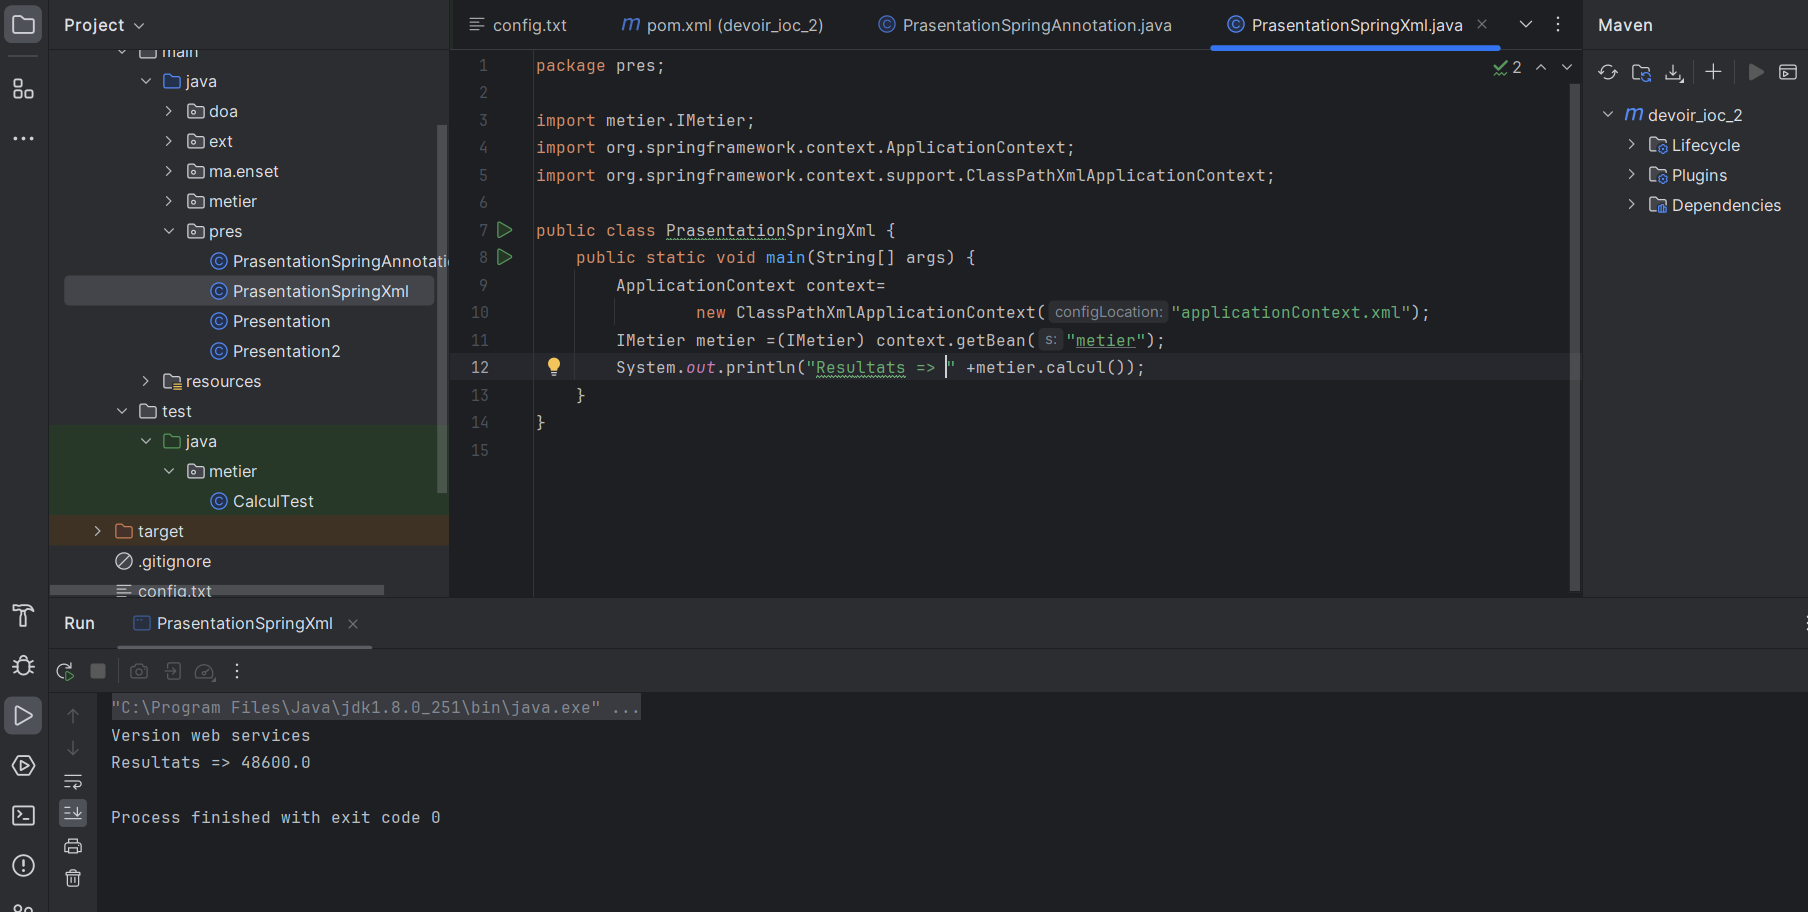 Project
config.txt
pom.xml (devoir_ioc_2)
PrasentationSpringAnnotation.java
PrasentationSpringXml.java
Maven
main
java
doa
ext
ma.enset
metier
pres
PrasentationSpringAnnotati
PrasentationSpringXml
Presentation
Presentation2
resources
test
java
metier
CalculTest
target
.gitignore
config.txt
2
1 package pres;
2
3 import metier.IMetier;
4 import org.springframework.context.ApplicationContext;
5 import org.springframework.context.support.ClassPathXmlApplicationContext;
6
7 public class PrasentationSpringXml {
8 public static void main(String[] args) {
9 ApplicationContext context=
10 new ClassPathXmlApplicationContext( configLocation: "applicationContext.xml");
11 IMetier metier =(IMetier) context.getBean( s: "metier");
12 System.out.println("Resultats => " +metier.calcul());
13 }
14 }
15
m devoir_ioc_2
Lifecycle
Plugins
Dependencies
Run
PrasentationSpringXml
"C:\Program Files\Java\jdk1.8.0_251\bin\java.exe" ...
Version web services
Resultats => 48600.0
Process finished with exit code 0